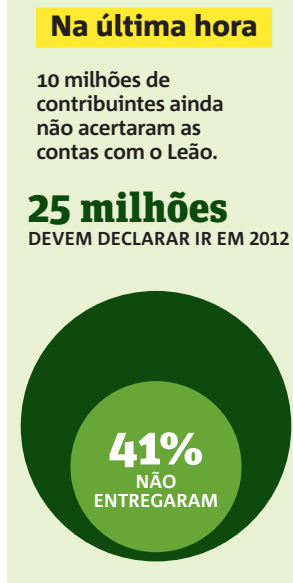 Na última hora
10 milhões de
contribuintes ainda
não acertaram as
contas com o Leão.
25 milhões
DEVEM DECLARAR IR EM 2012
41%
NÃO
ENTREGARAM